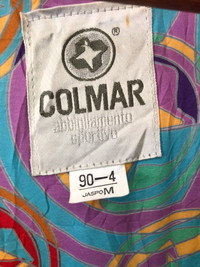 ®
COLMAR
abbigliamento
sportivo
90—4
JASPO M